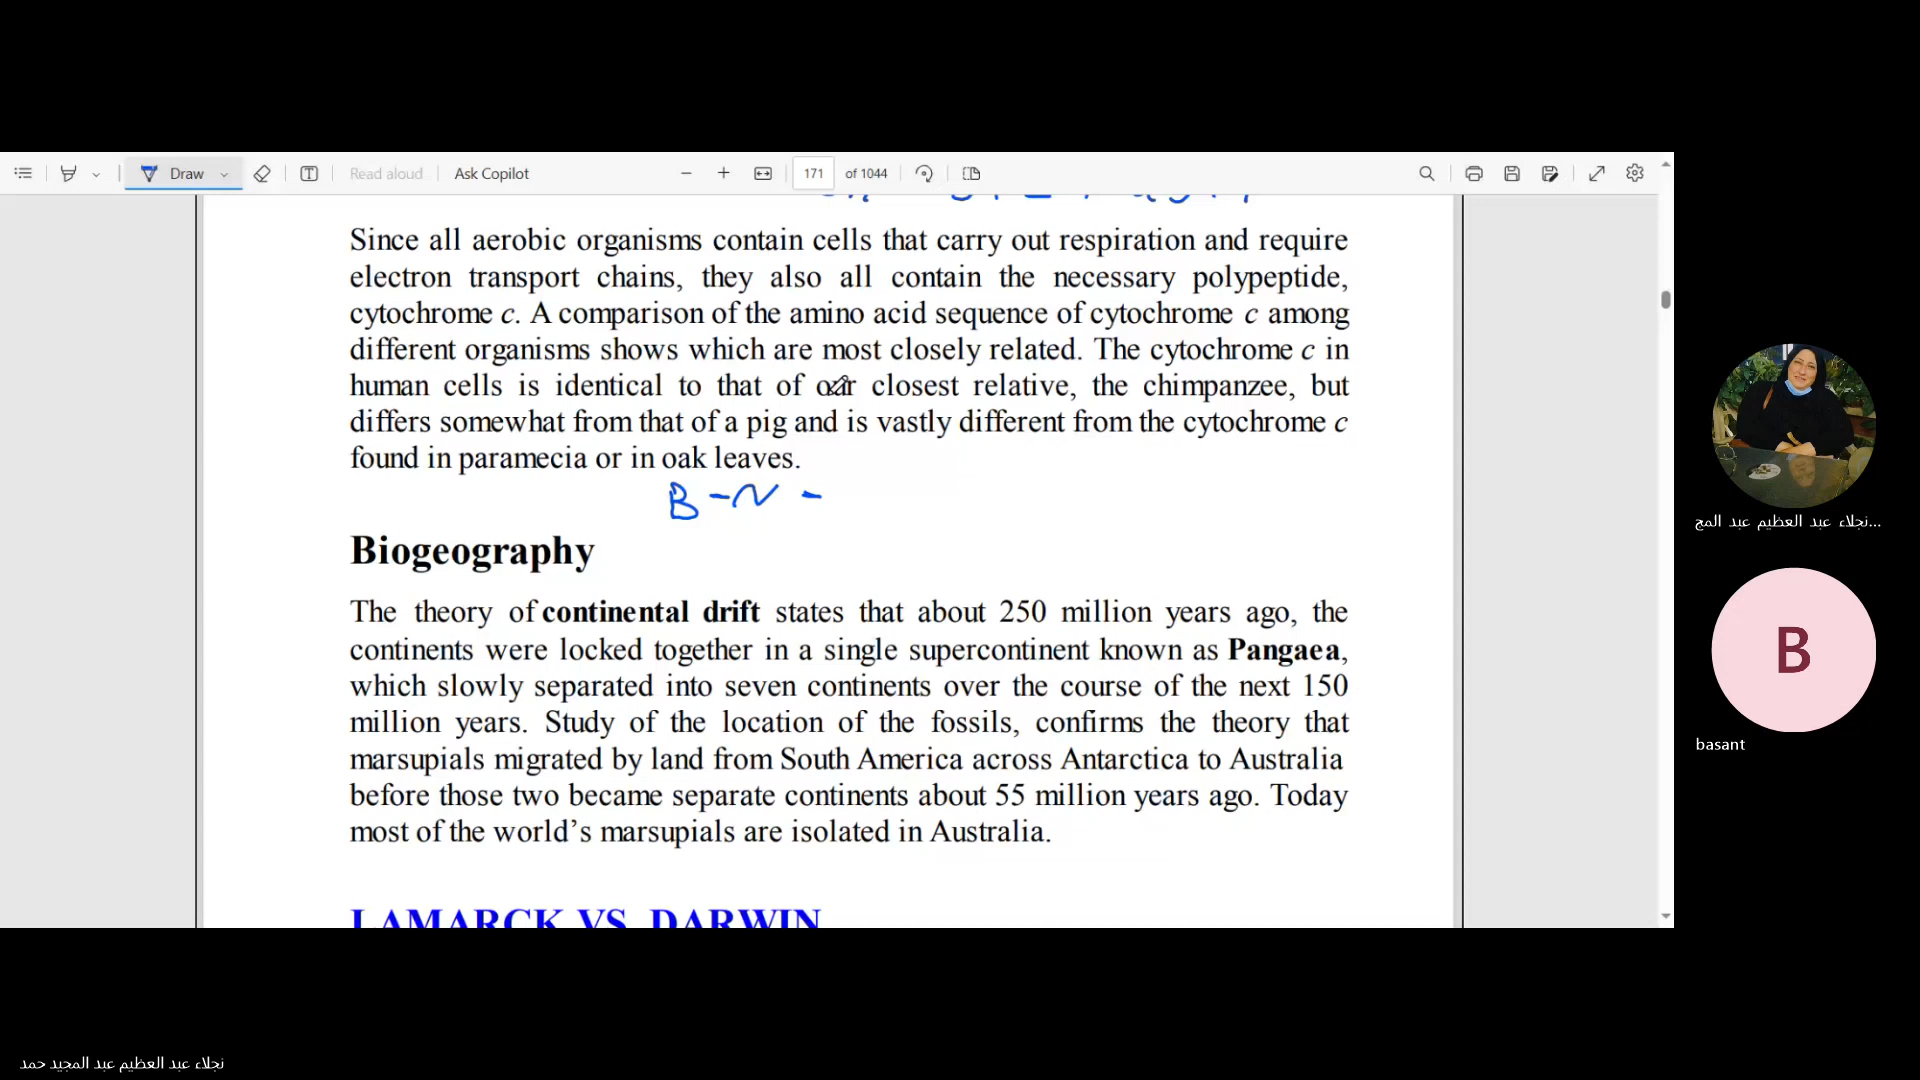 Draw
Read aloud
Ask Copilot
171 of 1044
Since all aerobic organisms contain cells that carry out respiration and require
electron transport chains, they also all contain the necessary polypeptide,
cytochrome c. A comparison of the amino acid sequence of cytochrome c among
different organisms shows which are most closely related. The cytochrome c in
human cells is identical to that of our closest relative, the chimpanzee, but
differs somewhat from that of a pig and is vastly different from the cytochrome c
found in paramecia or in oak leaves.
B - N -
Biogeography
The theory of continental drift states that about 250 million years ago, the
continents were locked together in a single supercontinent known as Pangaea,
which slowly separated into seven continents over the course of the next 150
million years. Study of the location of the fossils, confirms the theory that
marsupials migrated by land from South America across Antarctica to Australia
before those two became separate continents about 55 million years ago. Today
most of the world’s marsupials are isolated in Australia.
LAMARCK VS. DARWIN
نجلاء عبد العظيم عبد المج...
B
basant
نجلاء عبد العظيم عبد المجيد حمد